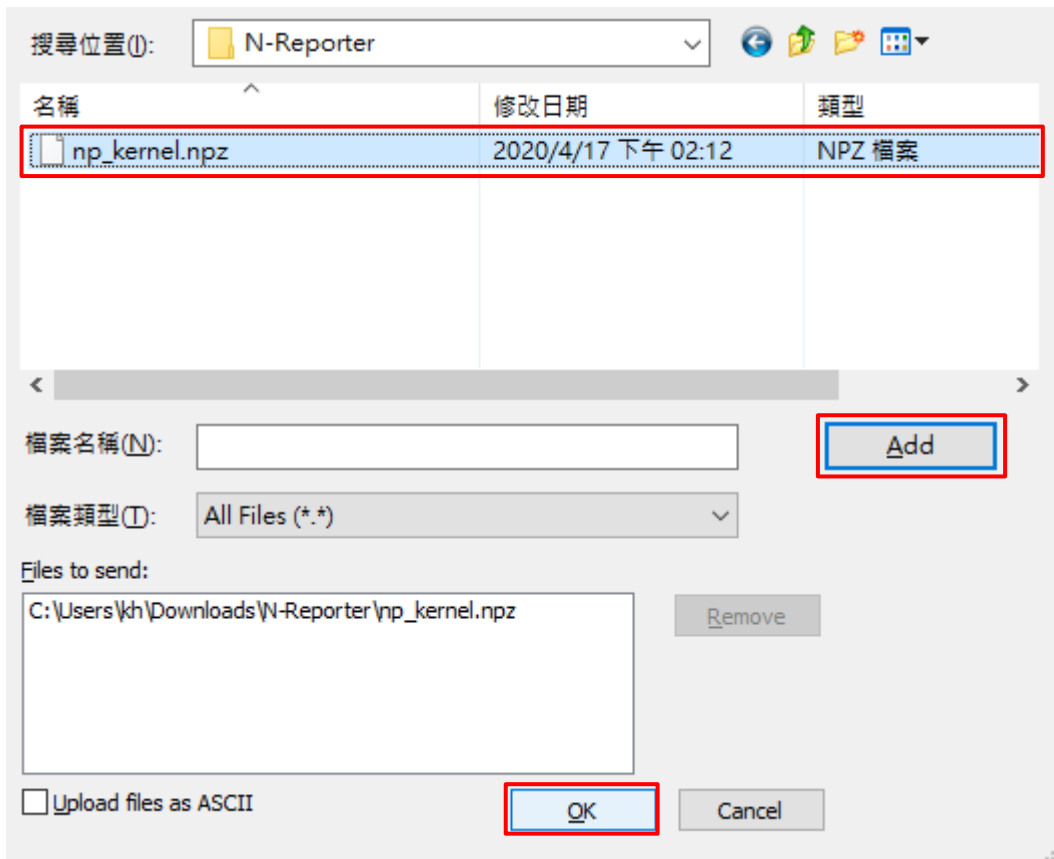 搜尋位置(I): N-Reporter
名稱 修改日期 類型
np_kernel.npz 2020/4/17 下午 02:12 NPZ 檔案
檔案名稱(N): Add
檔案類型(T): All Files (*.*)
Files to send:
C:\Users\kh\Downloads\N-Reporter\np_kernel.npz
Remove
Upload files as ASCII
OK Cancel